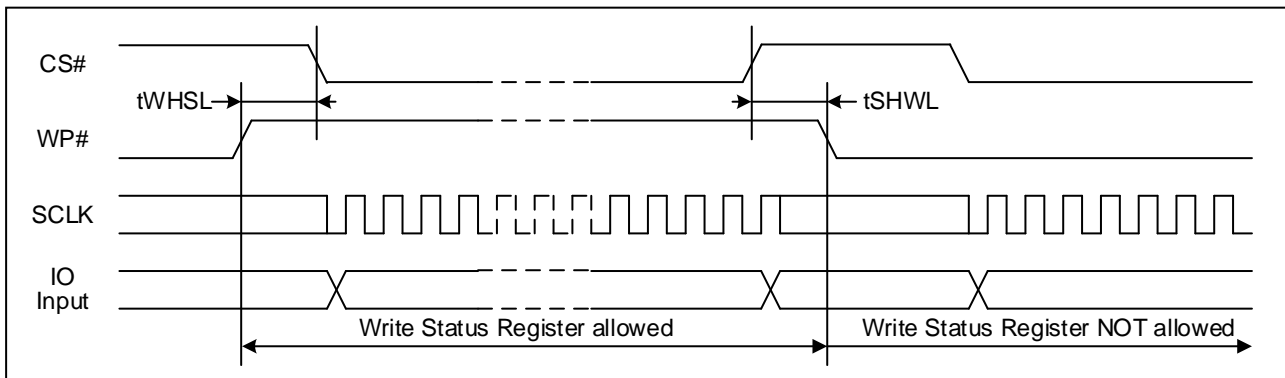 CS#
tWHSL
tSHWL
WP#
SCLK
IO
Input
Write Status Register allowed
Write Status Register NOT allowed